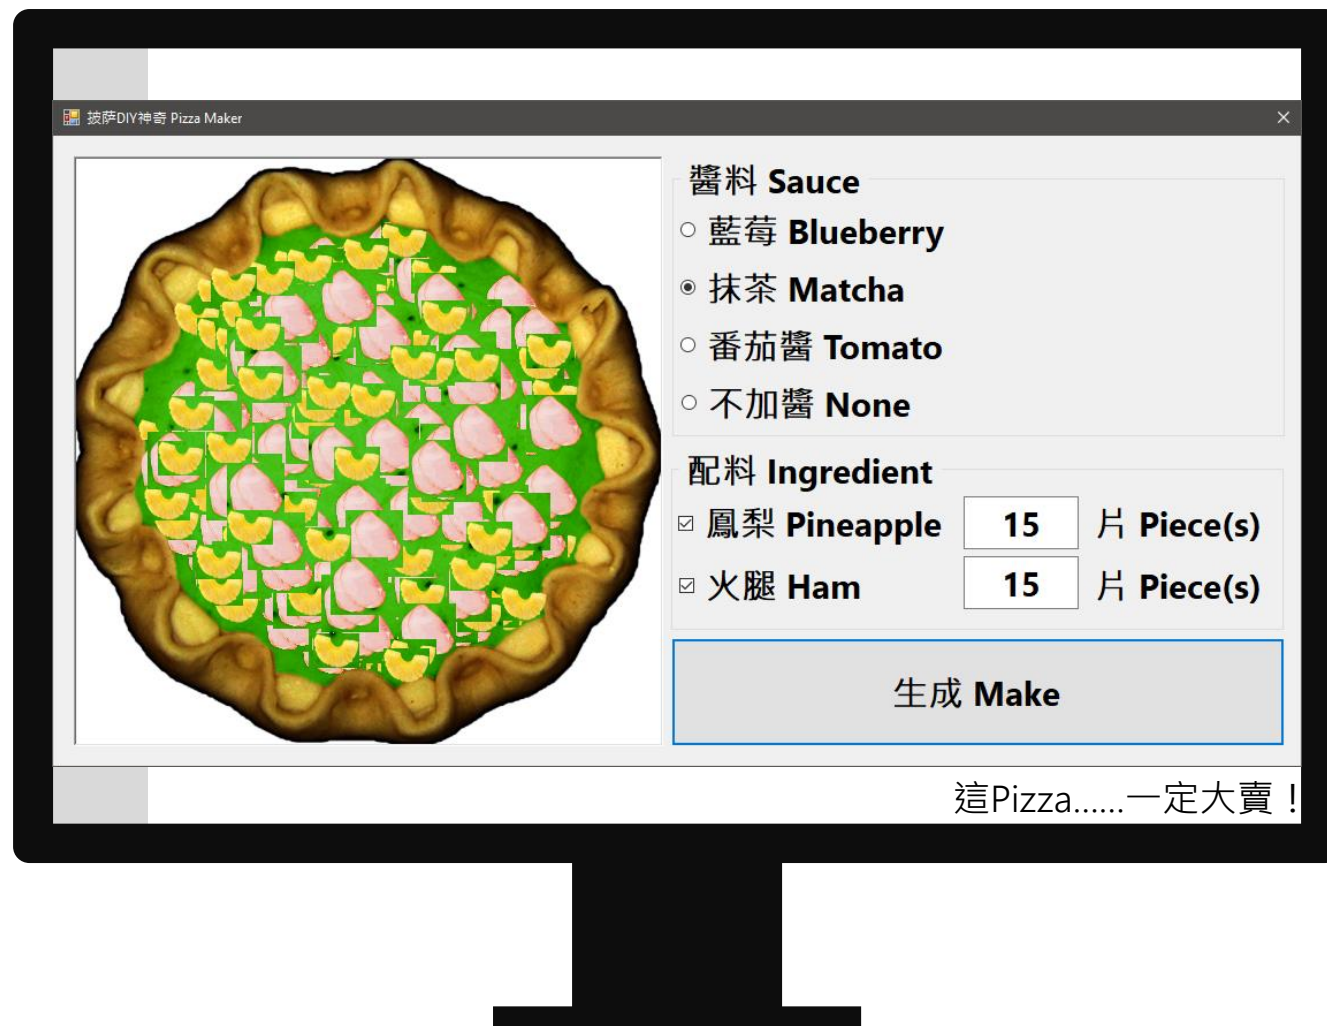 披萨DIY神奇 Pizza Maker
醬料 Sauce
藍莓 Blueberry
抹茶 Matcha
番茄醬 Tomato
不加醬 None
配料 Ingredient
鳳梨 Pineapple 15 片 Piece(s)
火腿 Ham 15 片 Piece(s)
生成 Make
這Pizza......一定大賣！